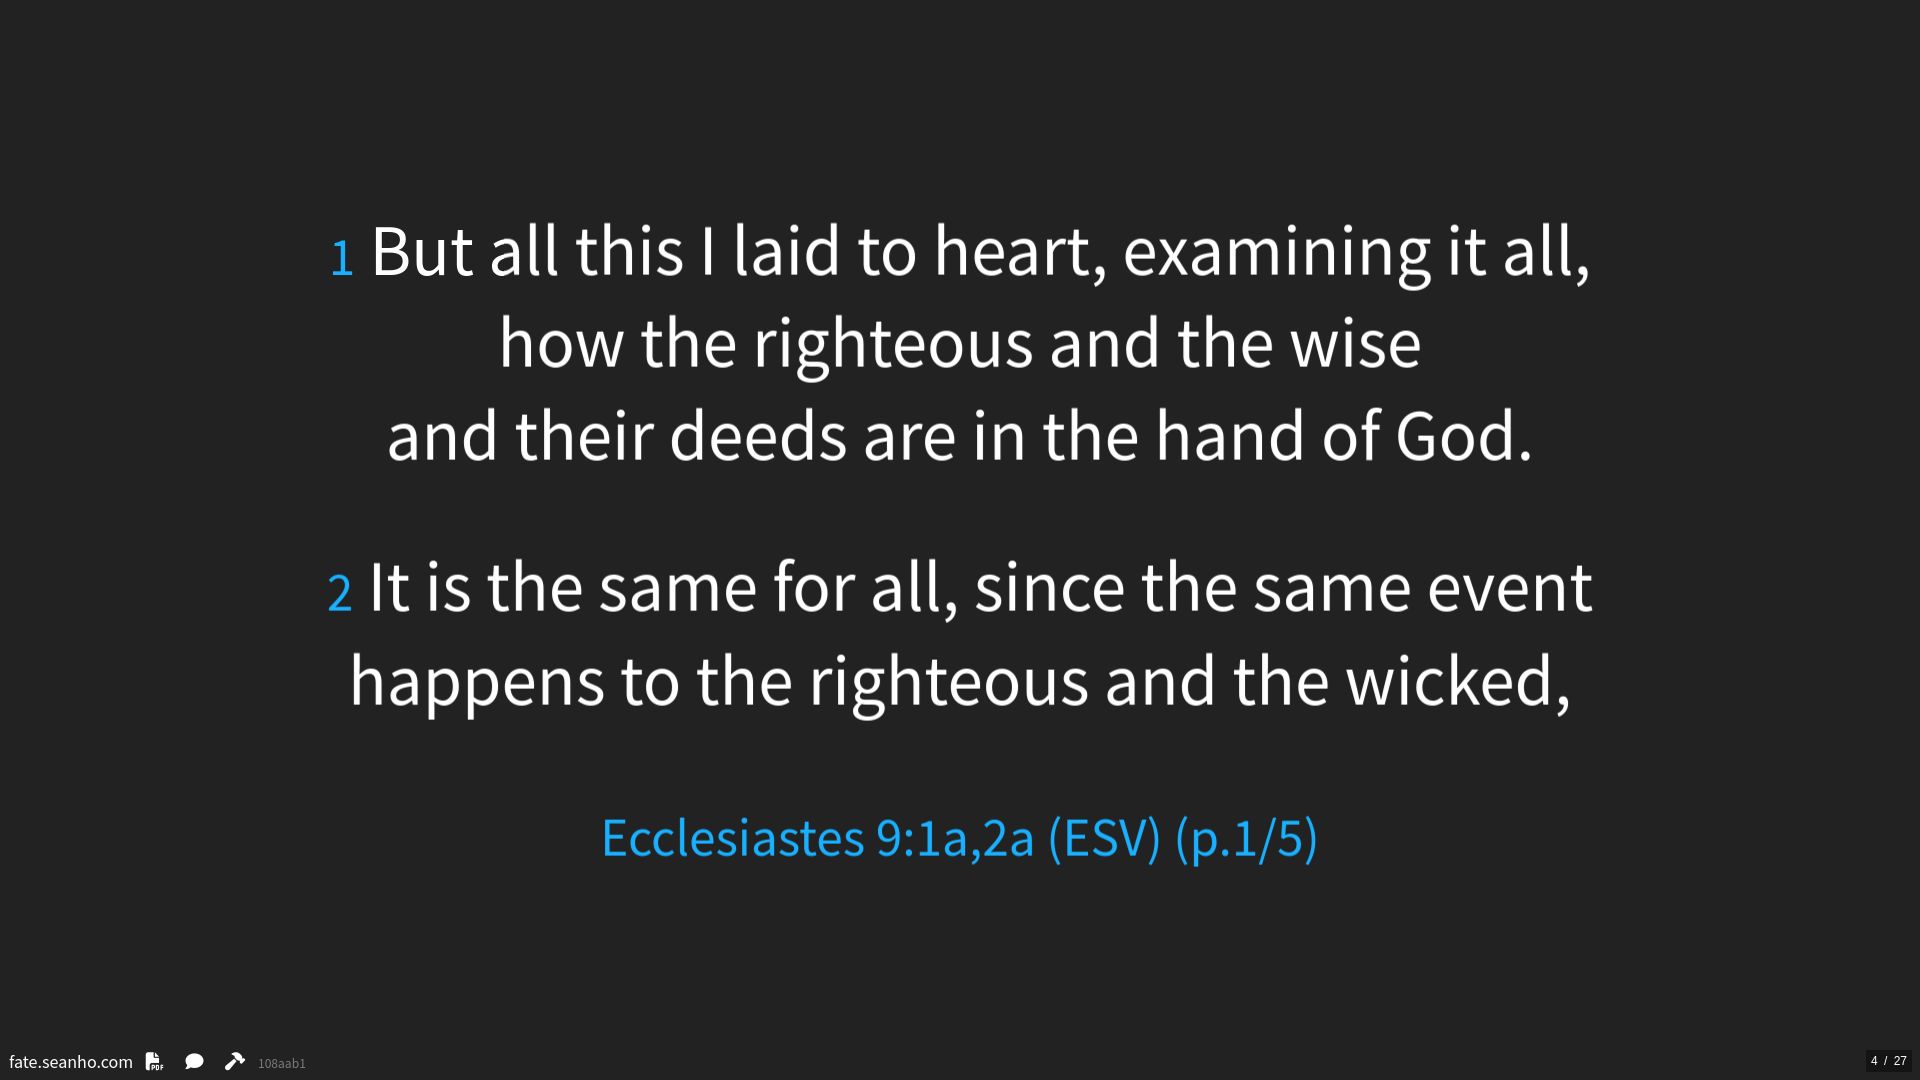 1 But all this I laid to heart, examining it all,
how the righteous and the wise
and their deeds are in the hand of God.
2 It is the same for all, since the same event
happens to the righteous and the wicked,
Ecclesiastes 9:1a,2a (ESV) (p.1/5)
fate.seanho.com PDF 108aab1
4 / 27